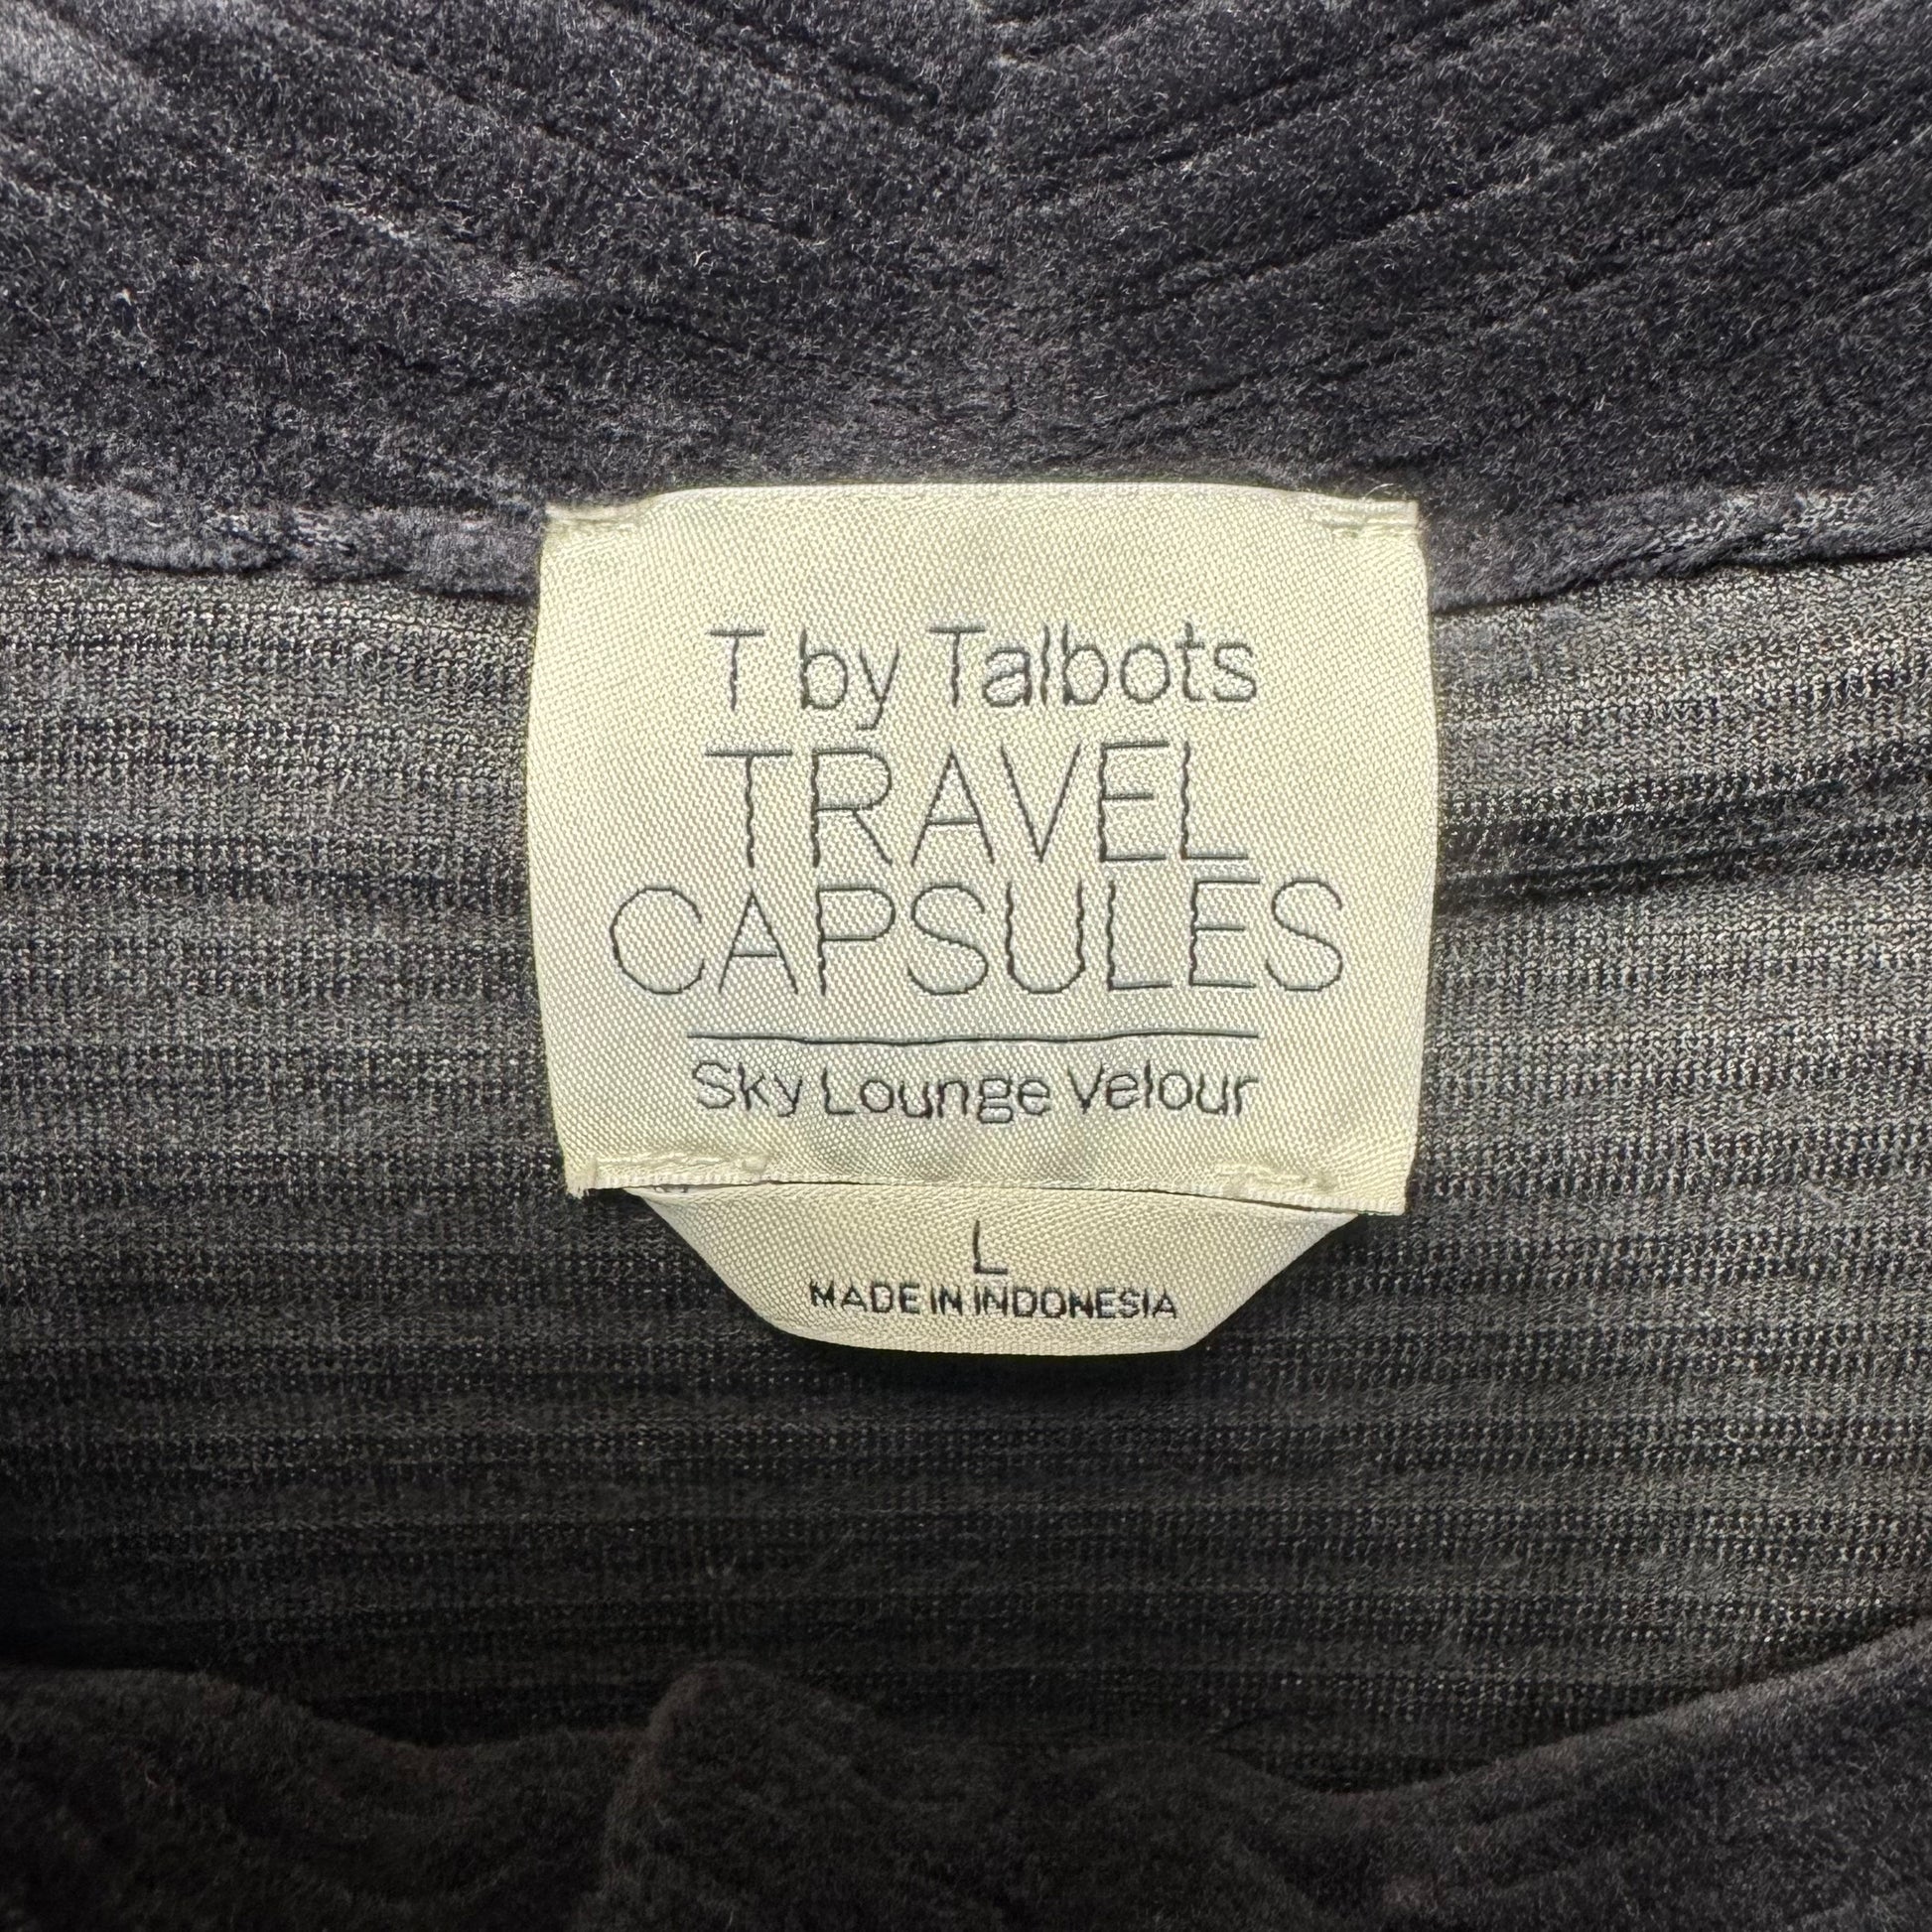 T by Talbots
TRAVEL
CAPSULES
Sky Lounge Velour
L
MADE IN INDONESIA